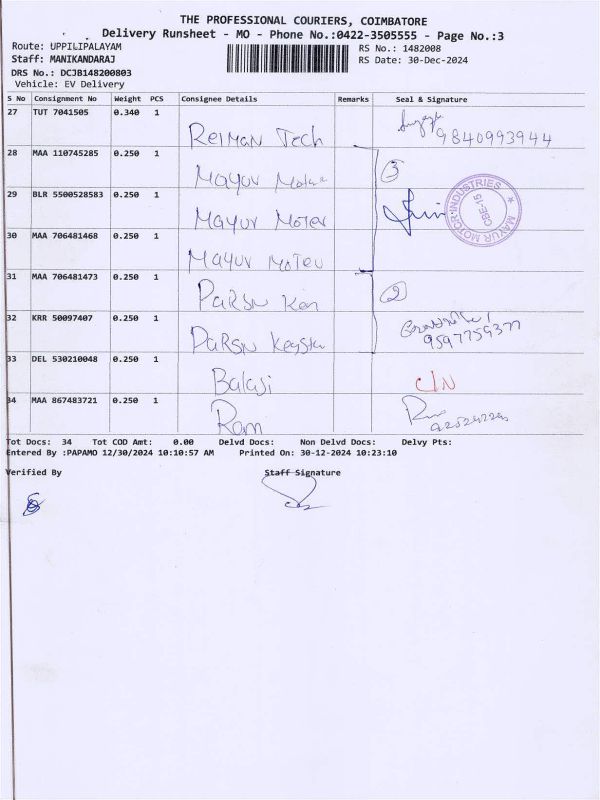 THE PROFESSIONAL COURIERS, COIMBATORE
Delivery Runsheet - MO - Phone No.:0422-3505555 - Page No.:3
Route: UPPILIPALAYAM
RS No.: 1482008
Staff: MANIKANDARAJ
RS Date: 30-Dec-2024
DRS No.: DCJB148200803
Vehicle: EV Delivery
S No Consignment No Weight PCS Consignee Details Remarks Seal & Signature
27 TUT 7041505 0.340 1 Reiman Tech 9840993944
28 MAA 110745285 0.250 1 Mayur 3
29 BLR 5500528583 0.250 1 Mayur Moter
MAYUR MOTOR INDUSTRIES ★ CBE-15
30 MAA 706481468 0.250 1 Mayur Moteu
31 MAA 706481473 0.250 1 Parsn Ken 2
32 KRR 50097407 0.250 1 Parsn 9597759377
33 DEL 530210048 0.250 1 Balaji C/N
34 MAA 867483721 0.250 1 Ram
Tot Docs: 34 Tot COD Amt: 0.00 Delvd Docs: Non Delvd Docs: Delvy Pts:
Entered By :PAPAMO 12/30/2024 10:10:57 AM Printed On: 30-12-2024 10:23:10
Verified By Staff Signature